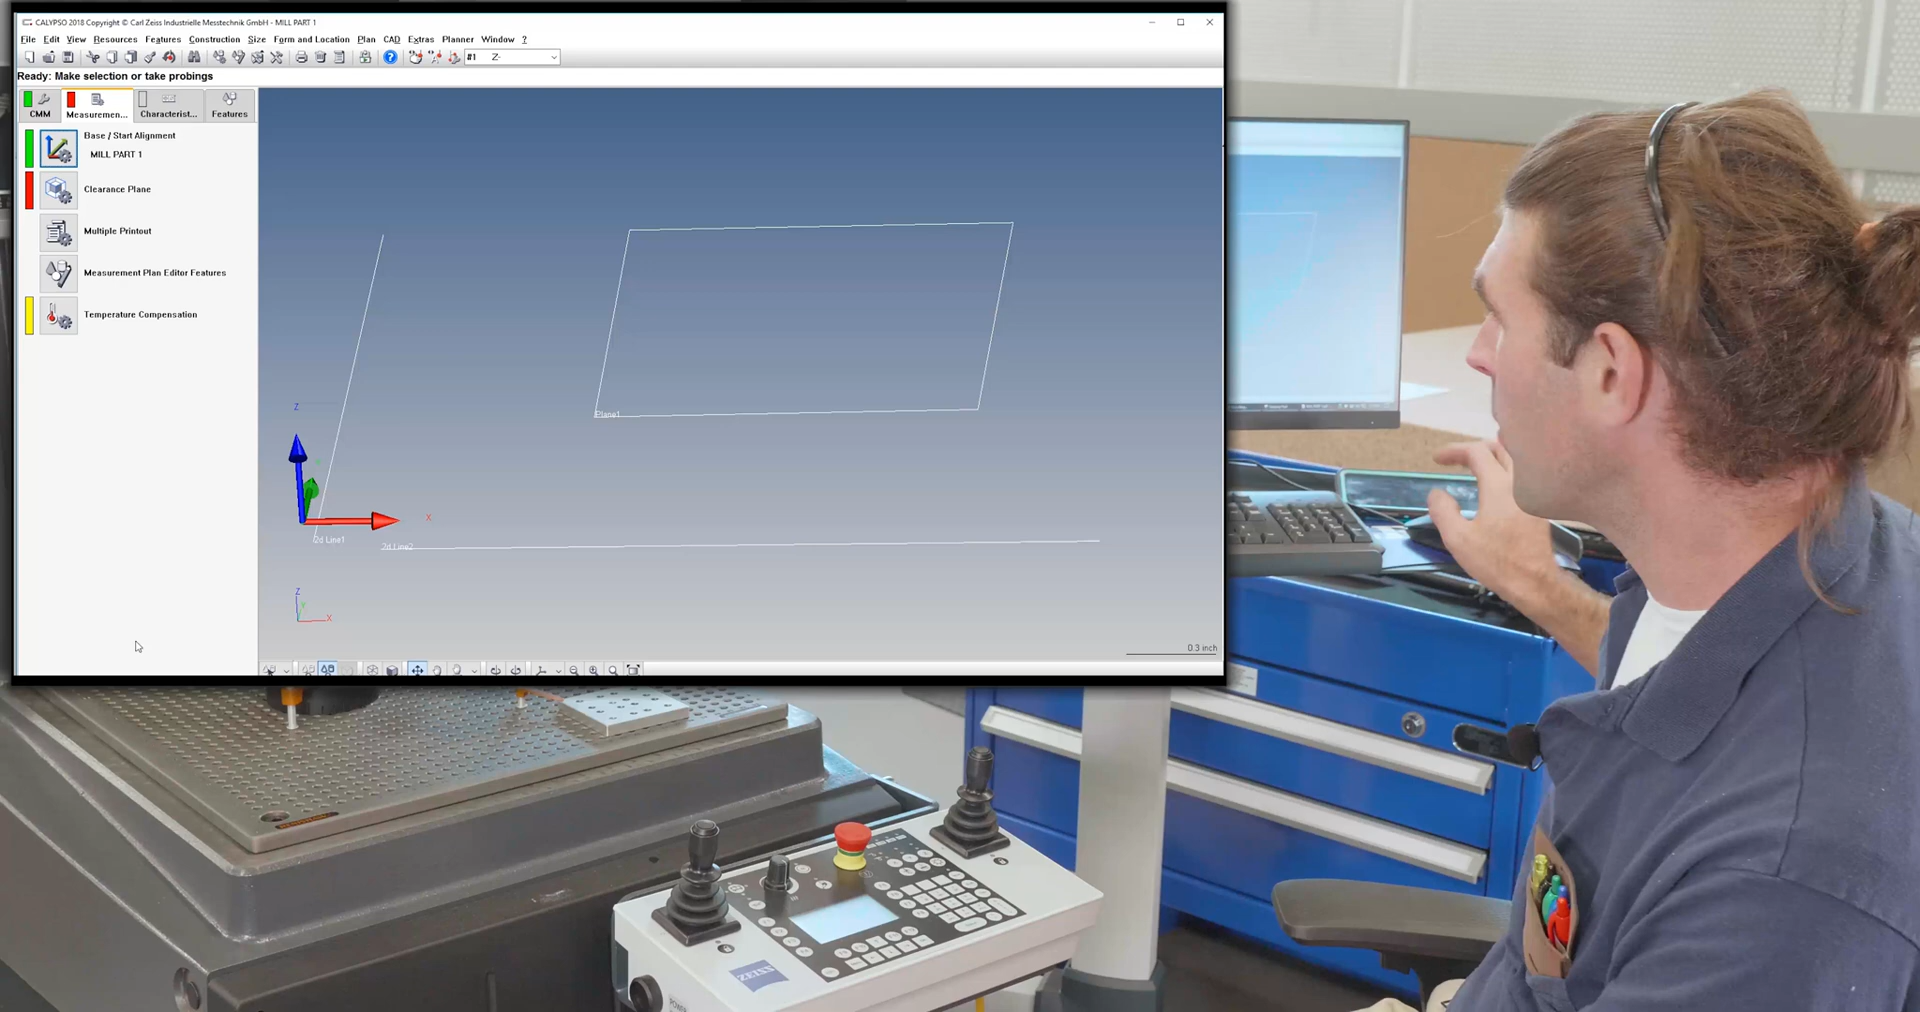 CALYPSO 2018 Copyright © Carl Zeiss Industrielle Messtechnik GmbH - MILL PART 1
File Edit View Resources Features Construction Size Form and Location Plan CAD Extras Planner Window ?
#1 Z-
Ready: Make selection or take probings
CMM Measuremen... Characterist... Features
Base / Start Alignment
MILL PART 1
Clearance Plane
Multiple Printout
Measurement Plan Editor Features
Temperature Compensation
Plane1
Z
X
2d Line1
2d Line2
Z
Y
X
0.3 inch
ZEISS